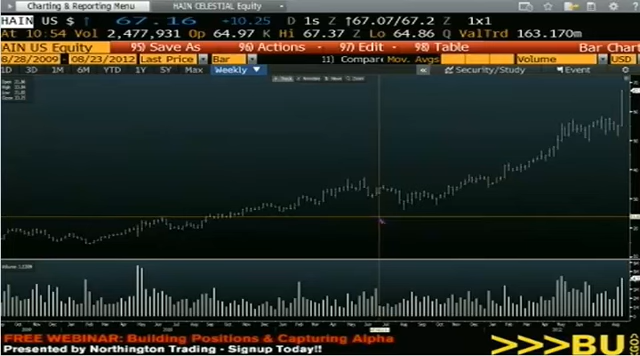 Charting & Reporting Menu HAIN CELESTIAL Equity
HAIN US $ ↑ 67.16 +10.25 D 1s Z ↑67.07/67.2 Z 1x1
At 10:54 Vol 2,477,931 Op 64.97 K Hi 67.37 Z Lo 64.86 Q ValTrd 163.170m
AIN US Equity 95) Save As 96) Actions 97) Edit 98) Table Bar Char
8/28/2009 - 08/23/2012 Last Price Bar 11) Compare Mov. Avgs Volume USD
1D 3D 1M 6M YTD 1Y 5Y Max Weekly ▼ « Security/Study Event
FREE WEBINAR: Building Positions & Capturing Alpha
Presented by Northington Trading - Signup Today!!
>>>BU